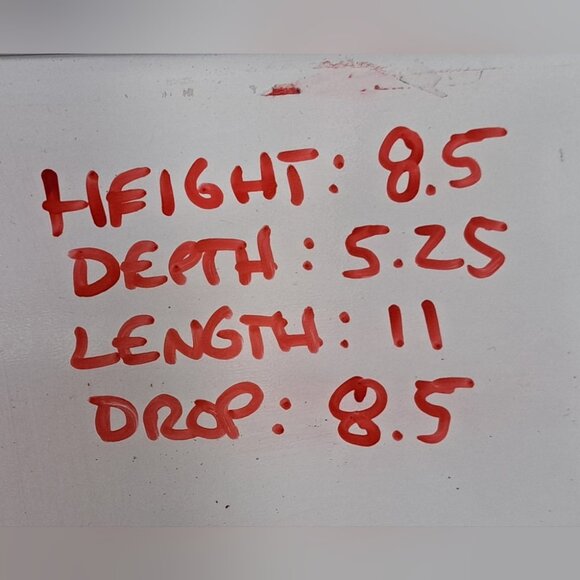 HEIGHT: 8.5
DEPTH: 5.25
LENGTH: 11
DROP: 8.5